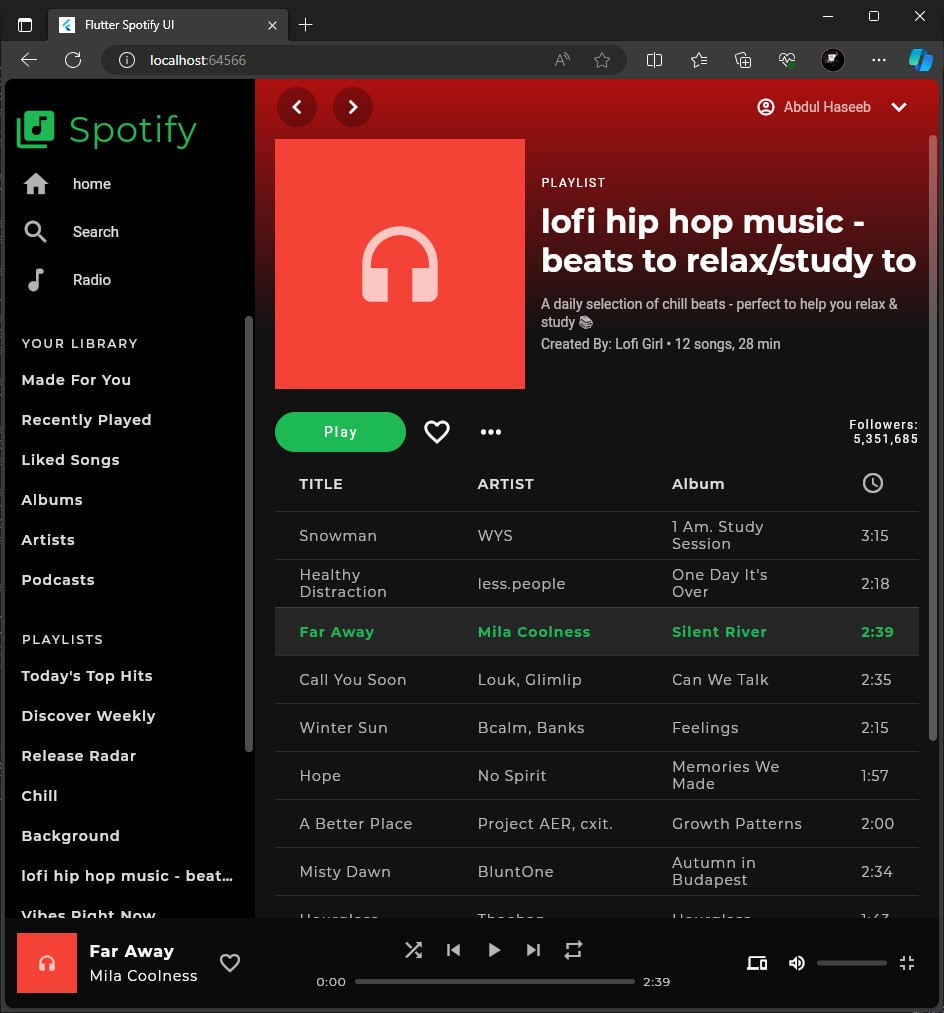 Flutter Spotify UI
localhost:64566
Spotify
home
Search
Radio
YOUR LIBRARY
Made For You
Recently Played
Liked Songs
Albums
Artists
Podcasts
PLAYLISTS
Today's Top Hits
Discover Weekly
Release Radar
Chill
Background
lofi hip hop music - beat...
Vibes Right Now
Abdul Haseeb
PLAYLIST
lofi hip hop music -
beats to relax/study to
A daily selection of chill beats - perfect to help you relax &
study 📚
Created By: Lofi Girl • 12 songs, 28 min
Play
Followers:
5,351,685
TITLE ARTIST Album
Snowman WYS 1 Am. Study
Session 3:15
Healthy
Distraction less.people One Day It's
Over 2:18
Far Away Mila Coolness Silent River 2:39
Call You Soon Louk, Glimlip Can We Talk 2:35
Winter Sun Bcalm, Banks Feelings 2:15
Hope No Spirit Memories We
Made 1:57
A Better Place Project AER, cxit. Growth Patterns 2:00
Misty Dawn BluntOne Autumn in
Budapest 2:34
Hourglass Thaehan Hourglass 1:43
Far Away
Mila Coolness
0:00 2:39